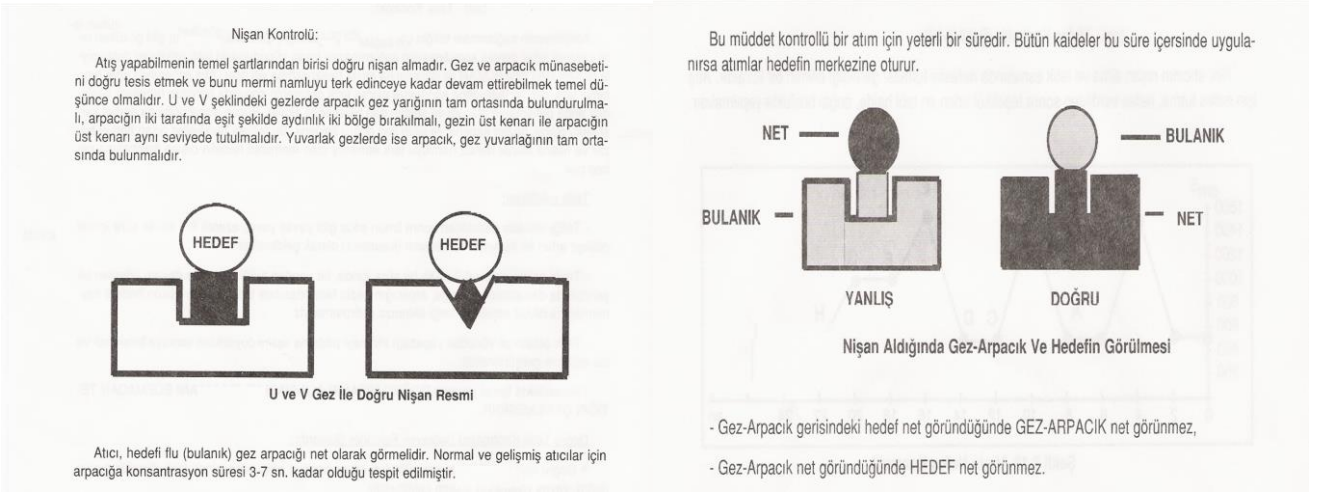 Nişan Kontrolü:
Atış yapabilmenin temel şartlarından birisi doğru nişan almadır. Gez ve arpacık münasebeti-
ni doğru tesis etmek ve bunu mermi namluyu terk edinceye kadar devam ettirebilmek temel dü-
şünce olmalıdır. U ve V şeklindeki gezlerde arpacık gez yarığının tam ortasında bulundurulma-
lı, arpacığın iki tarafında eşit şekilde aydınlık iki bölge bırakılmalı, gezin üst kenarı ile arpacığın
üst kenarı aynı seviyede tutulmalıdır. Yuvarlak gezlerde ise arpacık, gez yuvarlağının tam orta-
sında bulunmalıdır.
HEDEF
HEDEF
U ve V Gez İle Doğru Nişan Resmi
Atıcı, hedefi flu (bulanık) gez arpacığı net olarak görmelidir. Normal ve gelişmiş atıcılar için
arpacığa konsantrasyon süresi 3-7 sn. kadar olduğu tespit edilmiştir.
Bu müddet kontrollü bir atım için yeterli bir süredir. Bütün kaideler bu süre içersinde uygula-
nırsa atımlar hedefin merkezine oturur.
NET
BULANIK
BULANIK
NET
YANLIŞ
DOĞRU
Nişan Aldığında Gez-Arpacık Ve Hedefin Görülmesi
- Gez-Arpacık gerisindeki hedef net göründüğünde GEZ-ARPACIK net görünmez,
- Gez-Arpacık net göründüğünde HEDEF net görünmez.